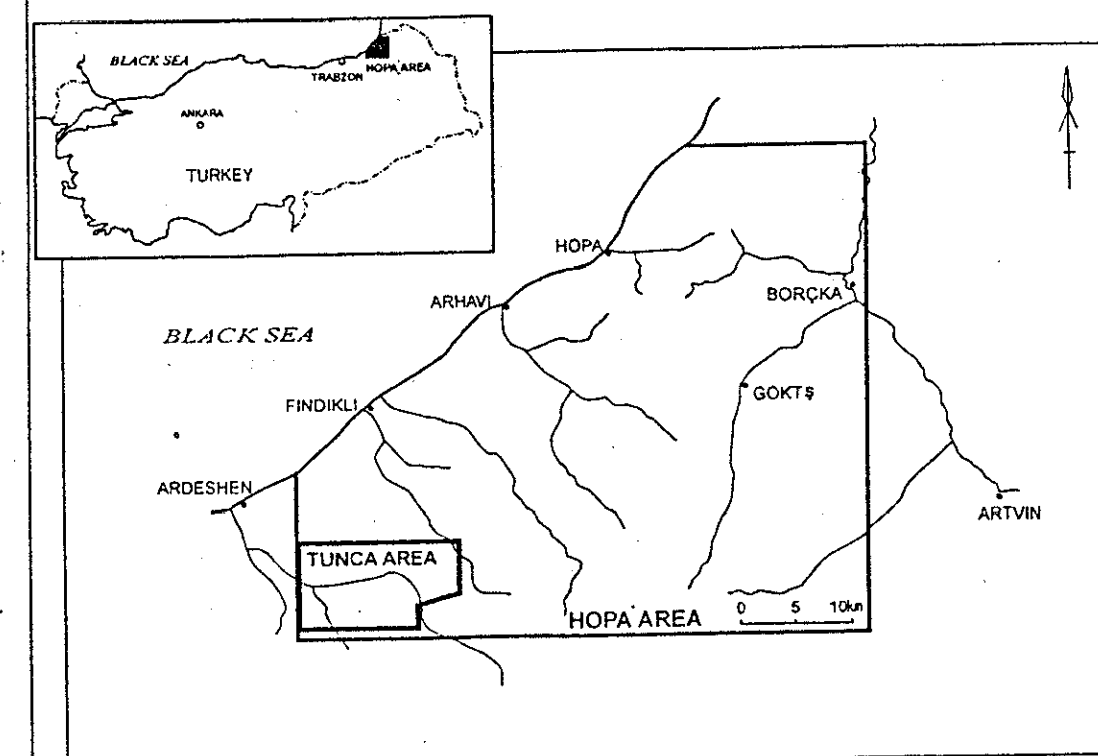 BLACK SEA
TRABZON
HOPA AREA
ANKARA
TURKEY
HOPA
ARHAVI
BORÇKA
BLACK SEA
GOKTŞ
FINDIKLI
ARDESHEN
ARTVIN
TUNCA AREA
0 5 10km
HOPA AREA